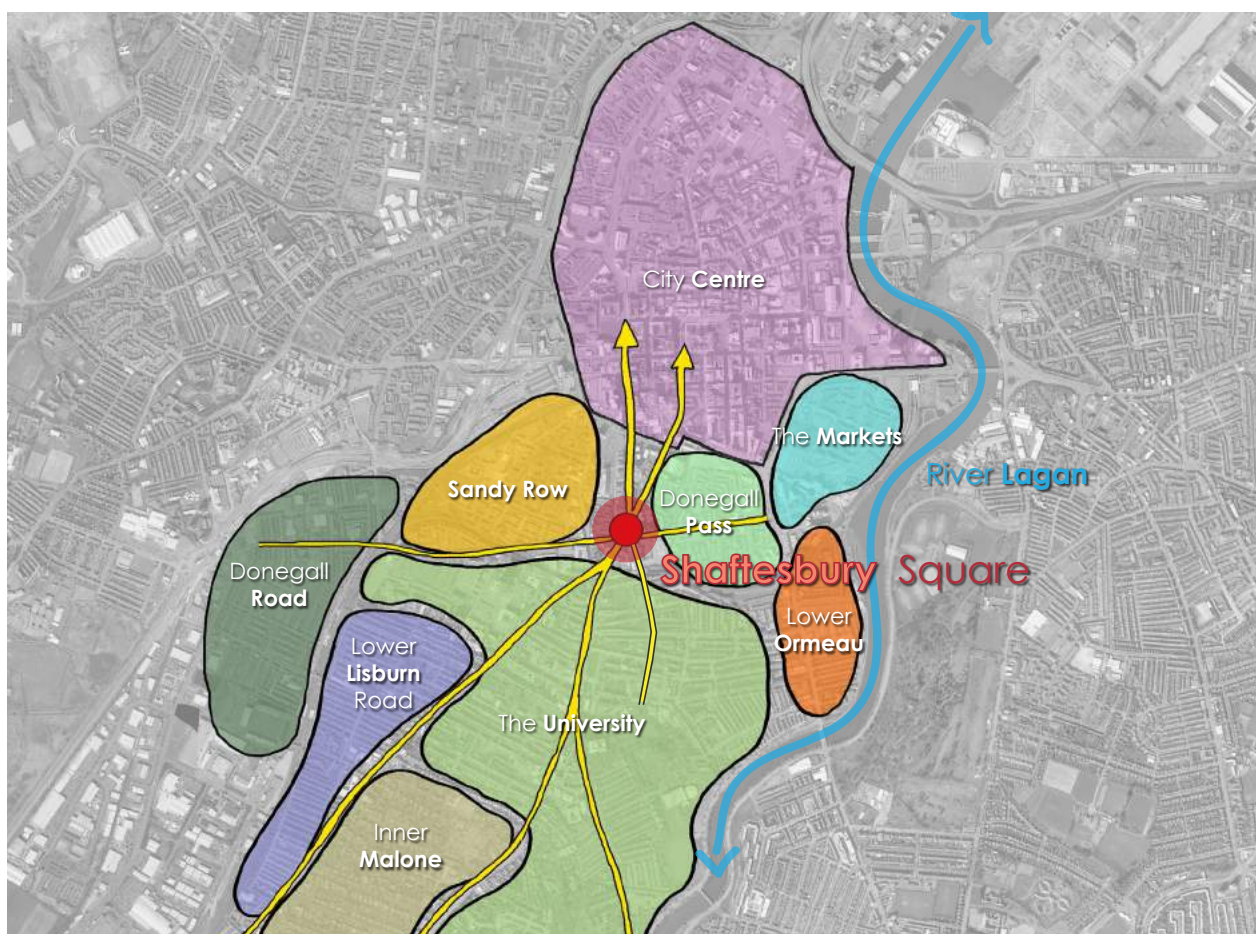 City Centre
The Markets
River Lagan
Sandy Row
Donegall
Pass
Shaftesbury Square
Donegall
Road
Lower
Ormeau
Lower
Lisburn
Road
The University
Inner
Malone